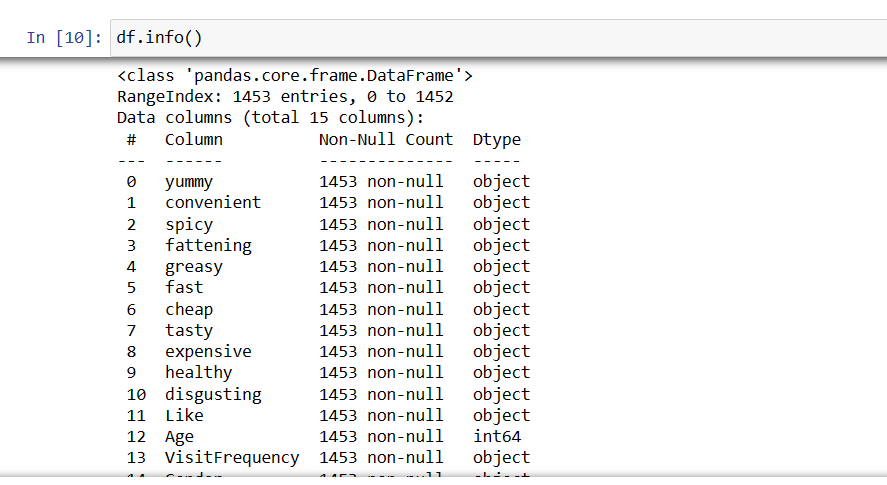 In [10]: df.info()
<class 'pandas.core.frame.DataFrame'>
RangeIndex: 1453 entries, 0 to 1452
Data columns (total 15 columns):
 #   Column          Non-Null Count  Dtype
---  ------          --------------  -----
 0   yummy           1453 non-null   object
 1   convenient      1453 non-null   object
 2   spicy           1453 non-null   object
 3   fattening       1453 non-null   object
 4   greasy          1453 non-null   object
 5   fast            1453 non-null   object
 6   cheap           1453 non-null   object
 7   tasty           1453 non-null   object
 8   expensive       1453 non-null   object
 9   healthy         1453 non-null   object
 10  disgusting      1453 non-null   object
 11  Like            1453 non-null   object
 12  Age             1453 non-null   int64
 13  VisitFrequency  1453 non-null   object